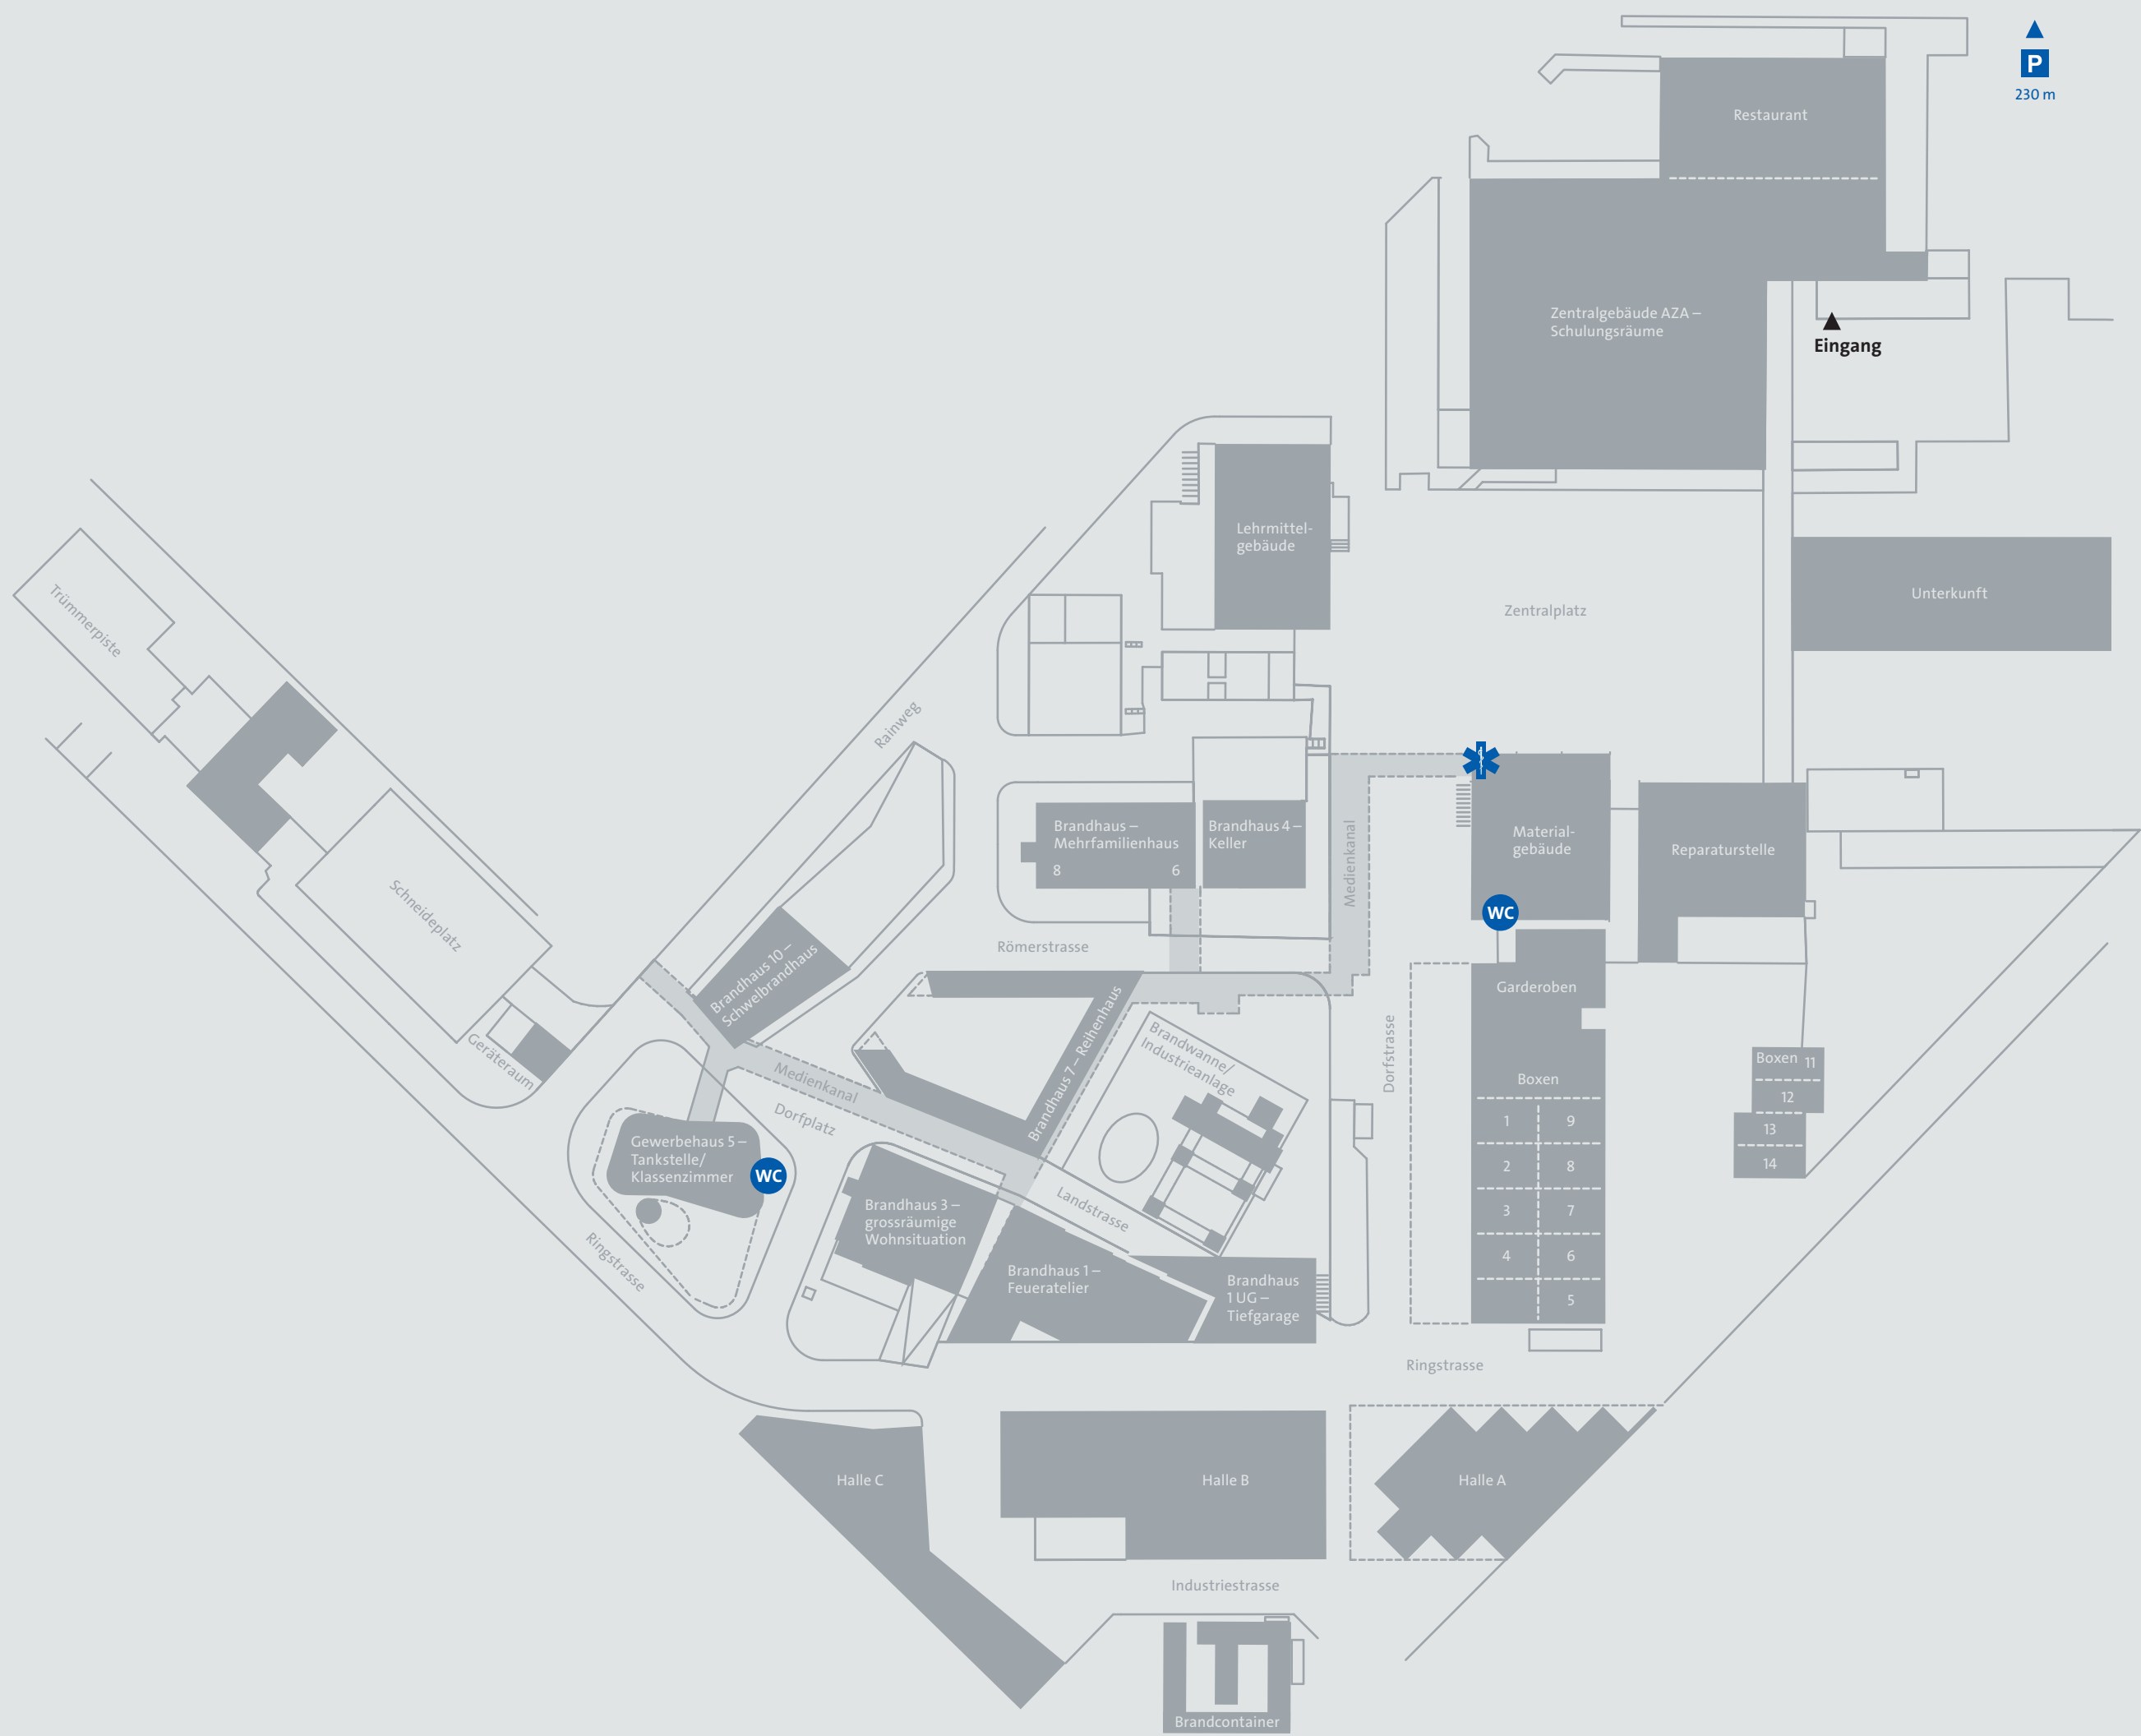 P
230 m
Restaurant
Zentralgebäude AZA –
Schulungsräume
Eingang
Lehrmittel-
gebäude
Zentralplatz
Unterkunft
Trümmerpiste
Rainweg
Schneideplatz
Geräteraum
Brandhaus –
Mehrfamilienhaus
8
6
Brandhaus 4 –
Keller
Medienkanal
Material-
gebäude
Reparaturstelle
WC
Römerstrasse
Brandhaus 10 –
Schwelbrandhaus
Garderoben
Brandhaus 7 – Reihenhaus
Brandwanne/
Industrieanlage
Dorfstrasse
Medienkanal
Dorfplatz
Boxen
1
9
2
8
3
7
4
6
5
Boxen 11
12
13
14
Gewerbehaus 5 –
Tankstelle/
Klassenzimmer
WC
Ringstrasse
Brandhaus 3 –
grossräumige
Wohnsituation
Landstrasse
Brandhaus 1 –
Feueratelier
Brandhaus
1 UG –
Tiefgarage
Ringstrasse
Halle C
Halle B
Halle A
Industriestrasse
Brandcontainer